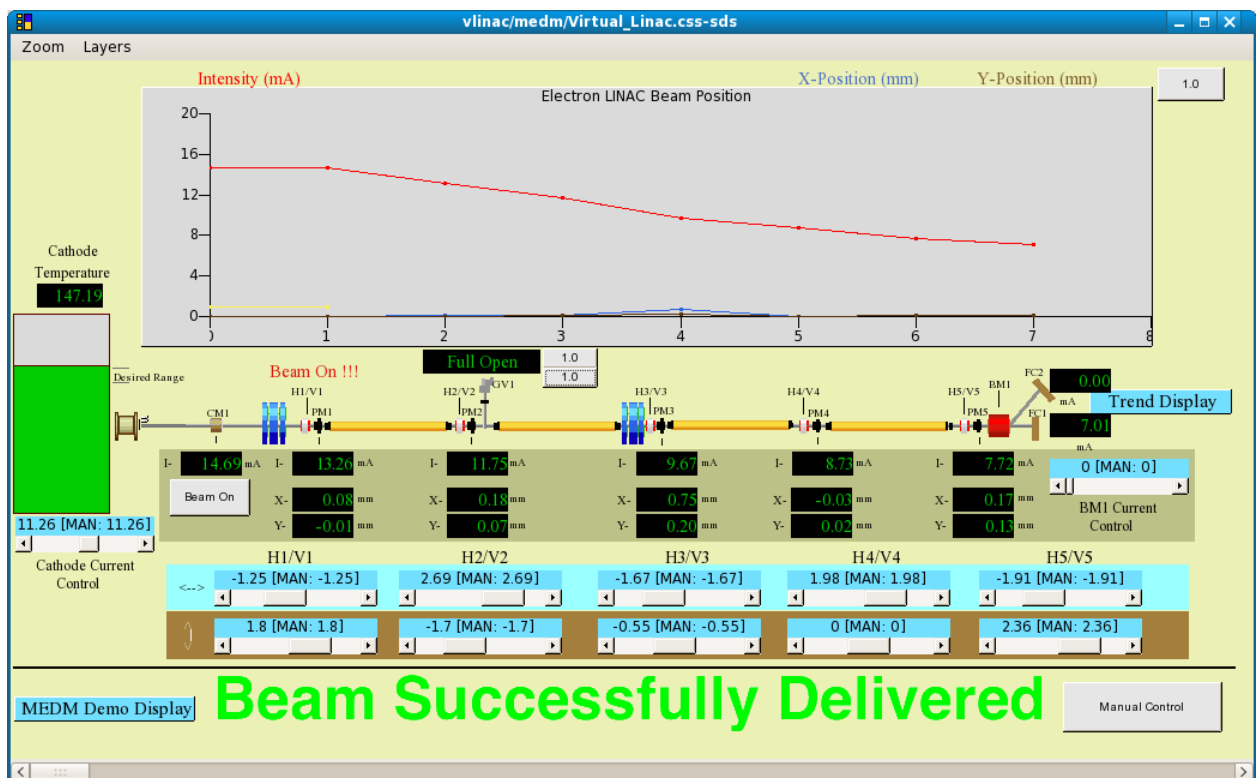 vlinac/medm/Virtual_Linac.css-sds
Zoom Layers
Intensity (mA) X-Position (mm) Y-Position (mm) 1.0
Electron LINAC Beam Position
20
16
12
8
4
0
1 2 3 4 5 6 7 8
Cathode
Temperature
147.19
Desired Range
Beam On !!!
Full Open 1.0
1.0
H1/V1 H2/V2 GV1 H3/V3 H4/V4 H5/V5 BM1 FC2 0.00
mA
Trend Display
CM1 PM1 PM2 PM3 PM4 PM5 FC1 7.01
mA
I- 14.69 mA I- 13.26 mA I- 11.75 mA I- 9.67 mA I- 8.73 mA I- 7.72 mA 0 [MAN: 0]
Beam On X- 0.08 mm X- 0.18 mm X- 0.75 mm X- -0.03 mm X- 0.17 mm
Y- -0.01 mm Y- 0.07 mm Y- 0.20 mm Y- 0.02 mm Y- 0.13 mm
BM1 Current
Control
11.26 [MAN: 11.26]
Cathode Current
Control
H1/V1 H2/V2 H3/V3 H4/V4 H5/V5
<--> -1.25 [MAN: -1.25] 2.69 [MAN: 2.69] -1.67 [MAN: -1.67] 1.98 [MAN: 1.98] -1.91 [MAN: -1.91]
1.8 [MAN: 1.8] -1.7 [MAN: -1.7] -0.55 [MAN: -0.55] 0 [MAN: 0] 2.36 [MAN: 2.36]
MEDM Demo Display
Beam Successfully Delivered
Manual Control